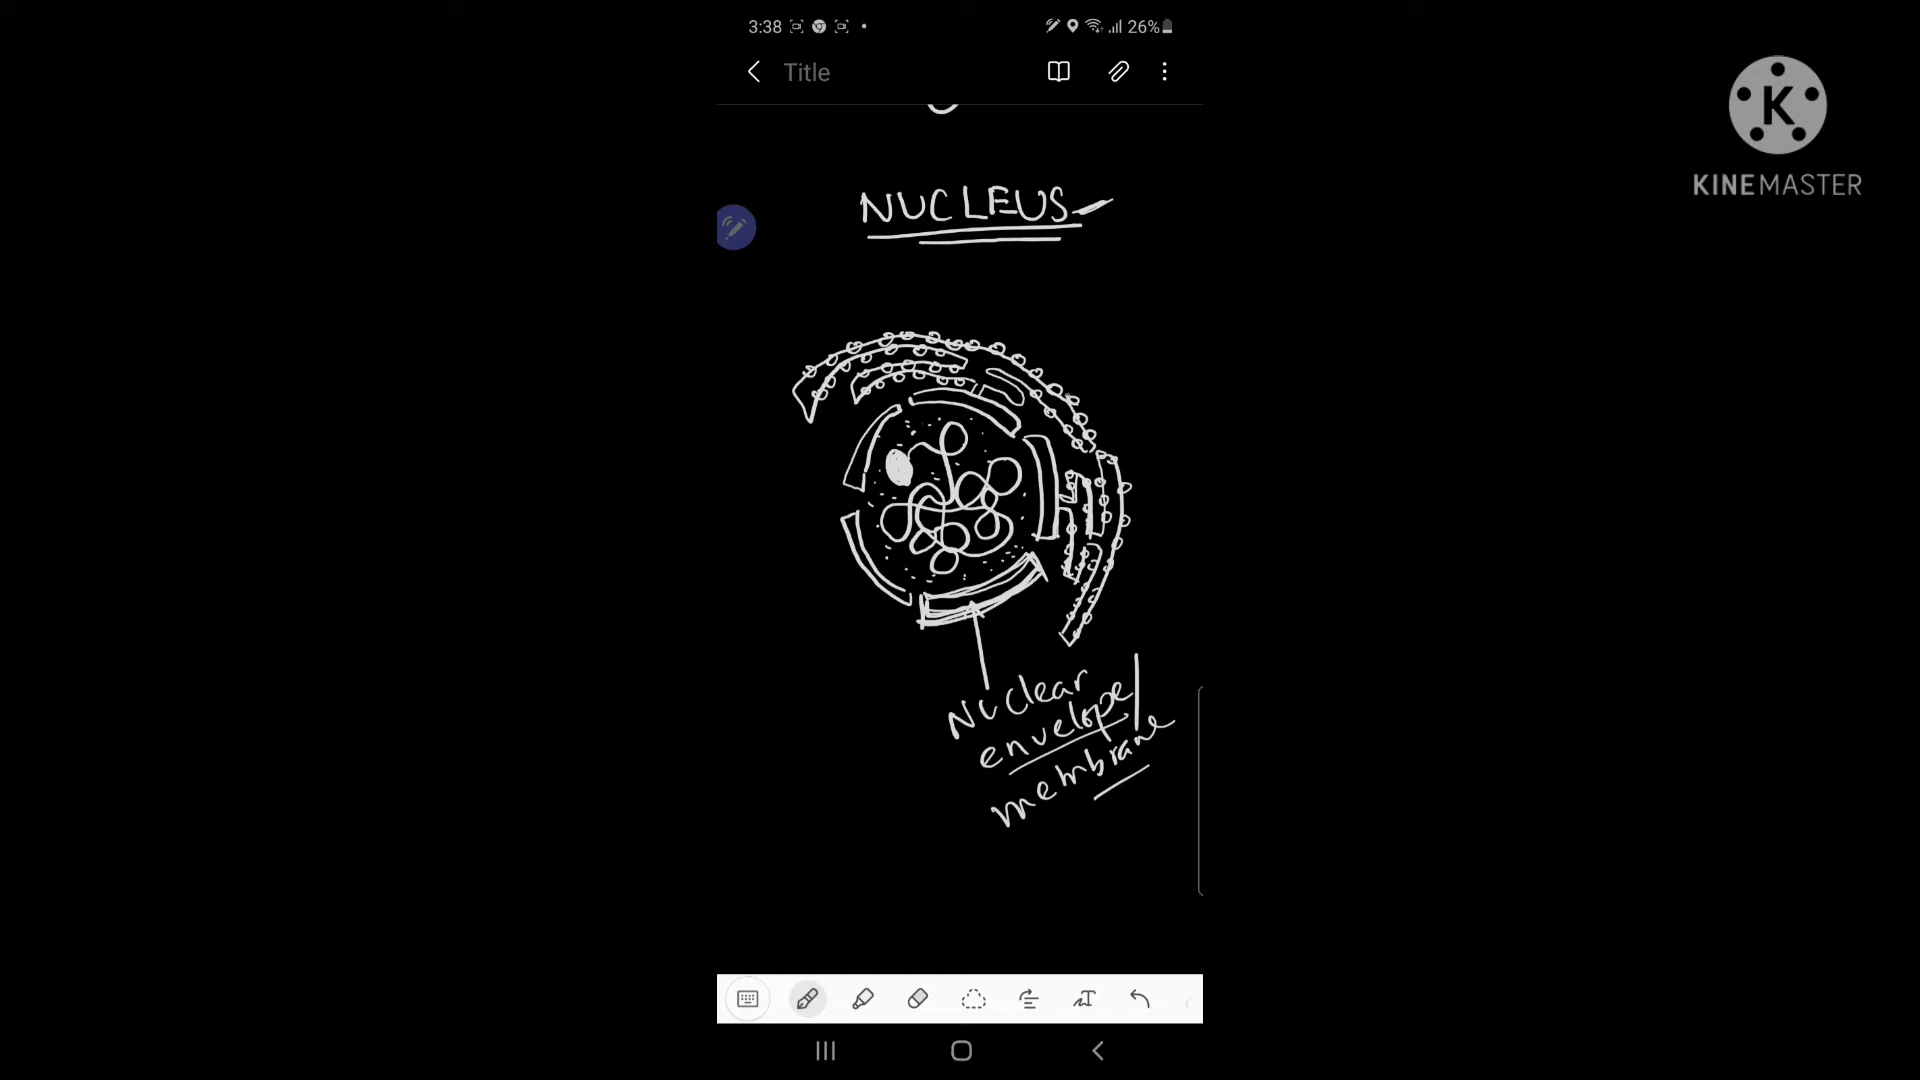 3:38
26%
Title
K
KINEMASTER
NUCLEUS
Nuclear
envelope/
membrane